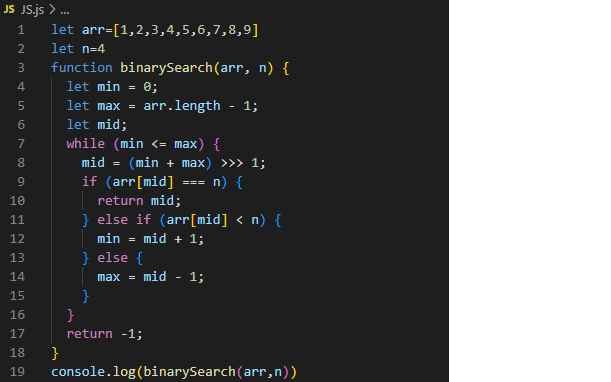 JS JS.js > ...
1 let arr=[1,2,3,4,5,6,7,8,9]
2 let n=4
3 function binarySearch(arr, n) {
4   let min = 0;
5   let max = arr.length - 1;
6   let mid;
7   while (min <= max) {
8     mid = (min + max) >>> 1;
9     if (arr[mid] === n) {
10       return mid;
11     } else if (arr[mid] < n) {
12       min = mid + 1;
13     } else {
14       max = mid - 1;
15     }
16   }
17   return -1;
18 }
19 console.log(binarySearch(arr,n))